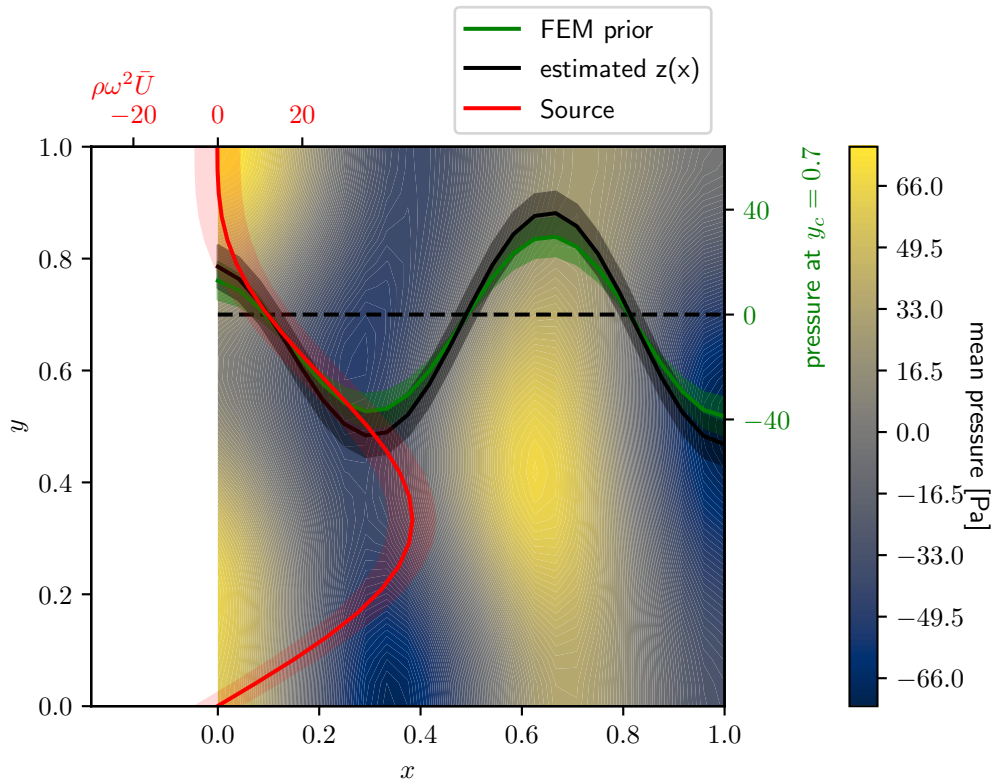 FEM prior
estimated z(x)
Source
ρω²Ū
−20 0 20
1.0
0.8
0.6
0.4
0.2
0.0
y
0.0 0.2 0.4 0.6 0.8 1.0
x
40
0
−40
pressure at y_c = 0.7
66.0
49.5
33.0
16.5
0.0
−16.5
−33.0
−49.5
−66.0
mean pressure [Pa]